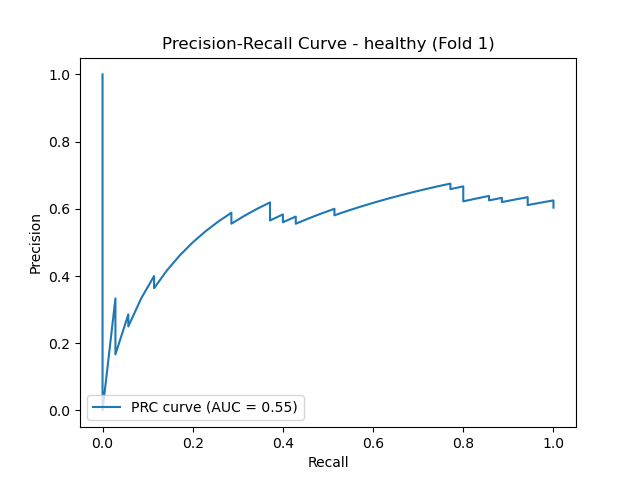 Precision-Recall Curve - healthy (Fold 1)
1.0
0.8
0.6
0.4
0.2
0.0
Precision
PRC curve (AUC = 0.55)
0.0 0.2 0.4 0.6 0.8 1.0
Recall